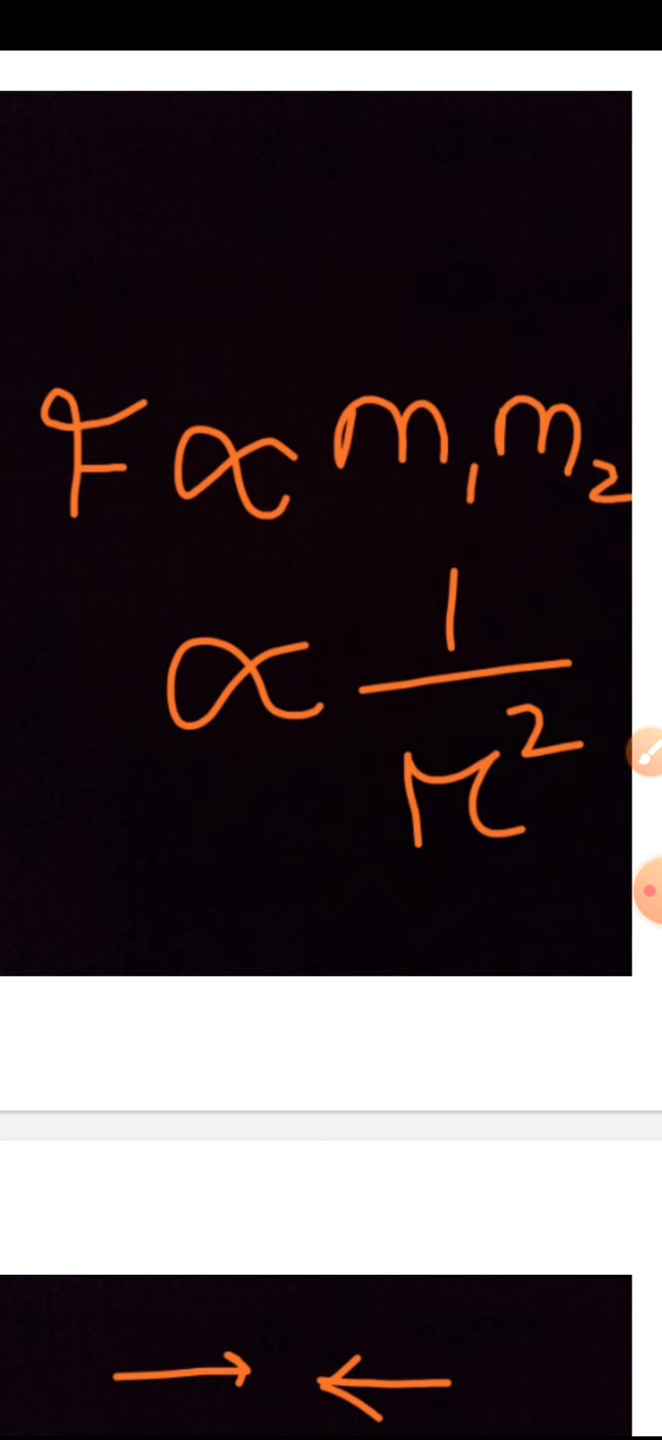 F ∝ m₁m₂
∝ 1/r²
→ ←